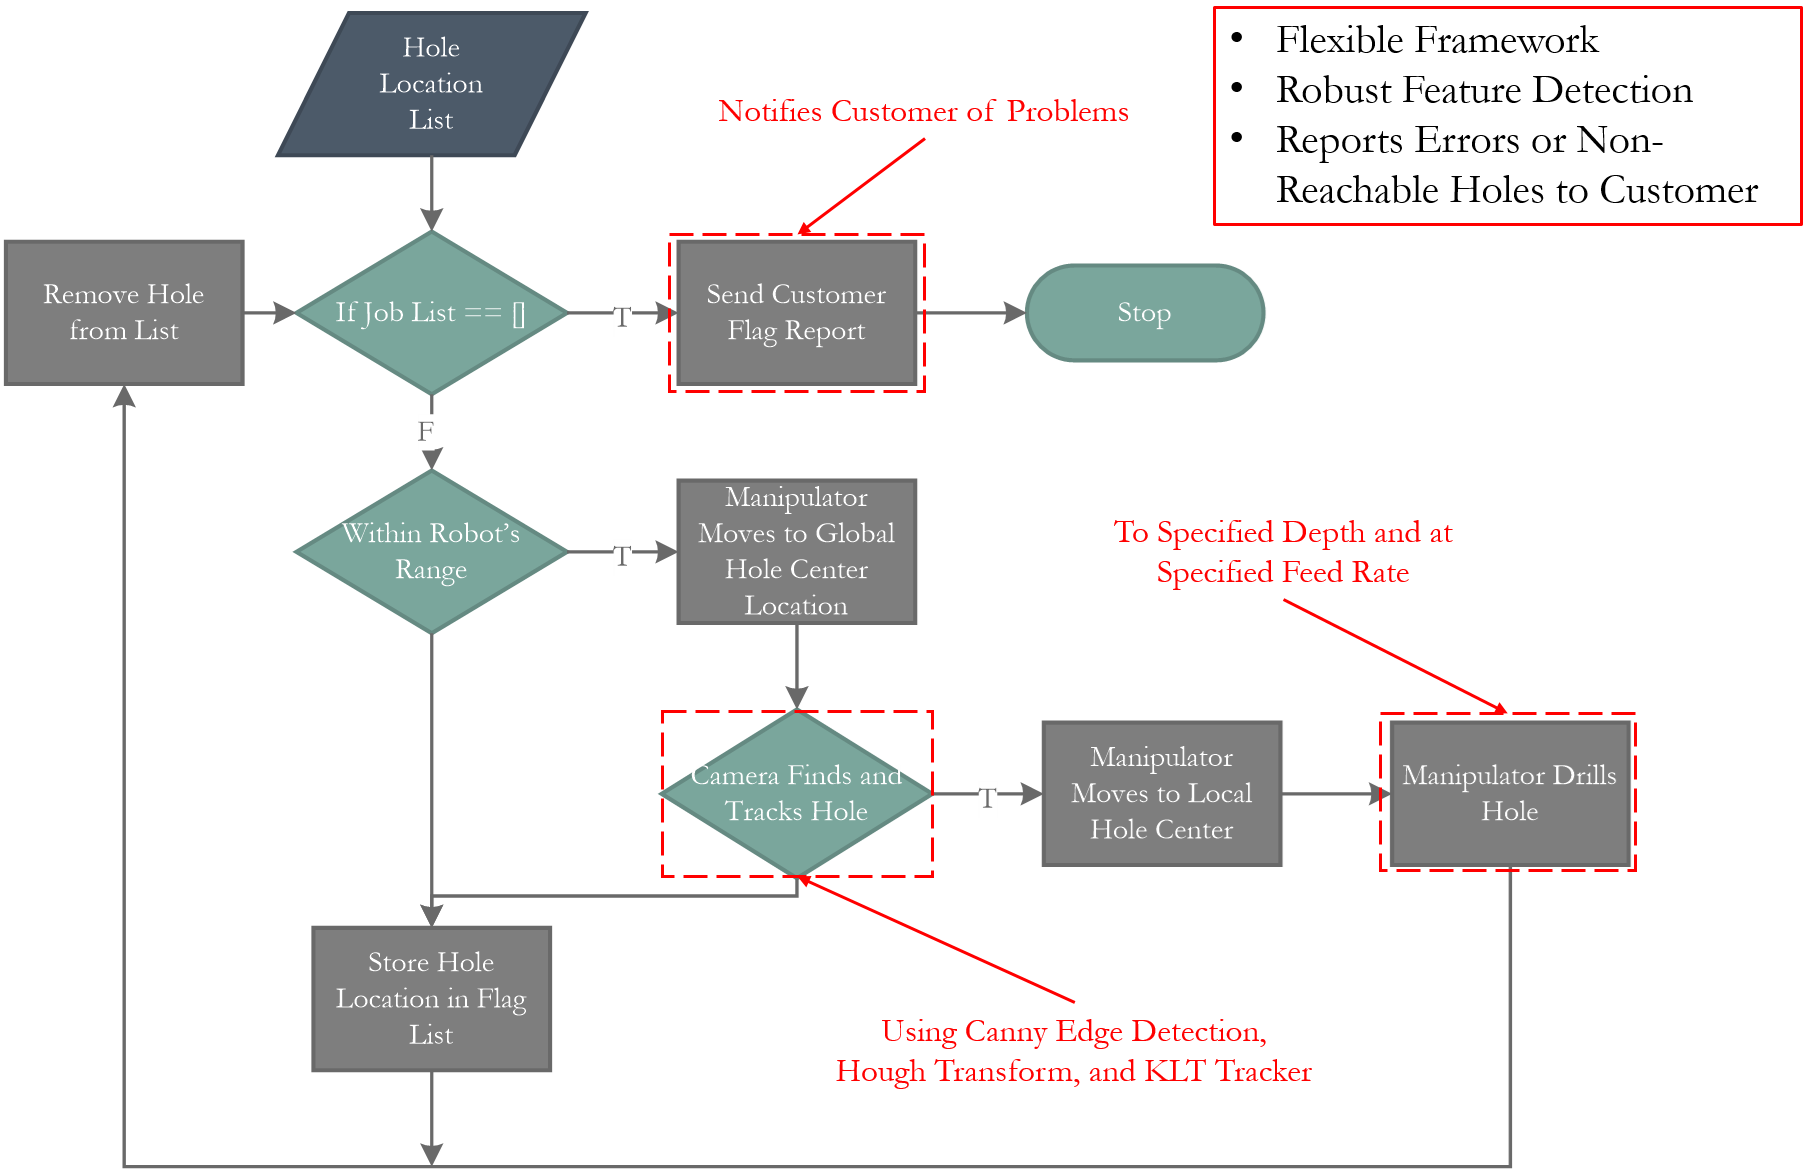 Hole
Location
List
• Flexible Framework
• Robust Feature Detection
• Reports Errors or Non-
Reachable Holes to Customer
Notifies Customer of Problems
Remove Hole
from List
If Job List == []
T
Send Customer
Flag Report
Stop
F
Within Robot's
Range
T
Manipulator
Moves to Global
Hole Center
Location
To Specified Depth and at
Specified Feed Rate
Camera Finds and
Tracks Hole
T
Manipulator
Moves to Local
Hole Center
Manipulator Drills
Hole
Store Hole
Location in Flag
List
Using Canny Edge Detection,
Hough Transform, and KLT Tracker